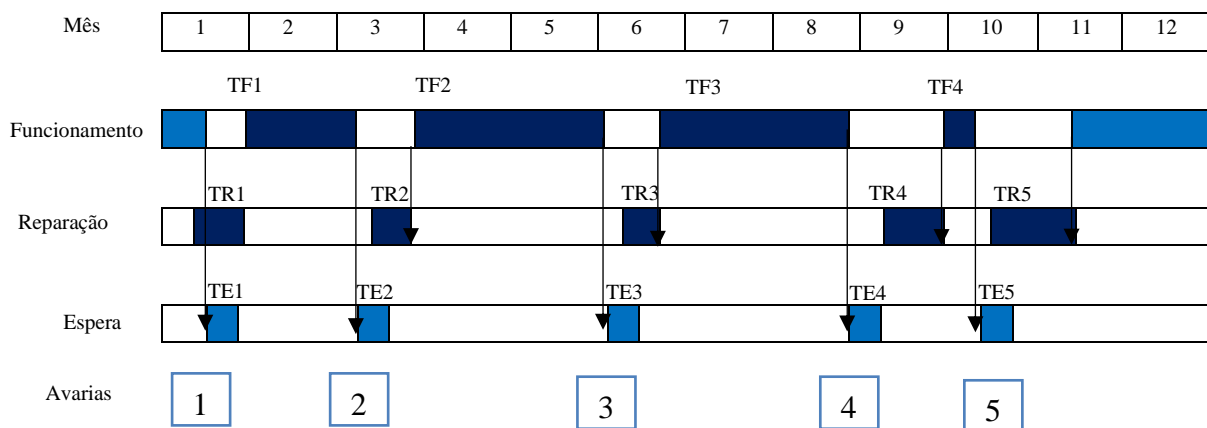 Mês 1 2 3 4 5 6 7 8 9 10 11 12
TF1 TF2 TF3 TF4
Funcionamento
TR1 TR2 TR3 TR4 TR5
Reparação
TE1 TE2 TE3 TE4 TE5
Espera
Avarias 1 2 3 4 5